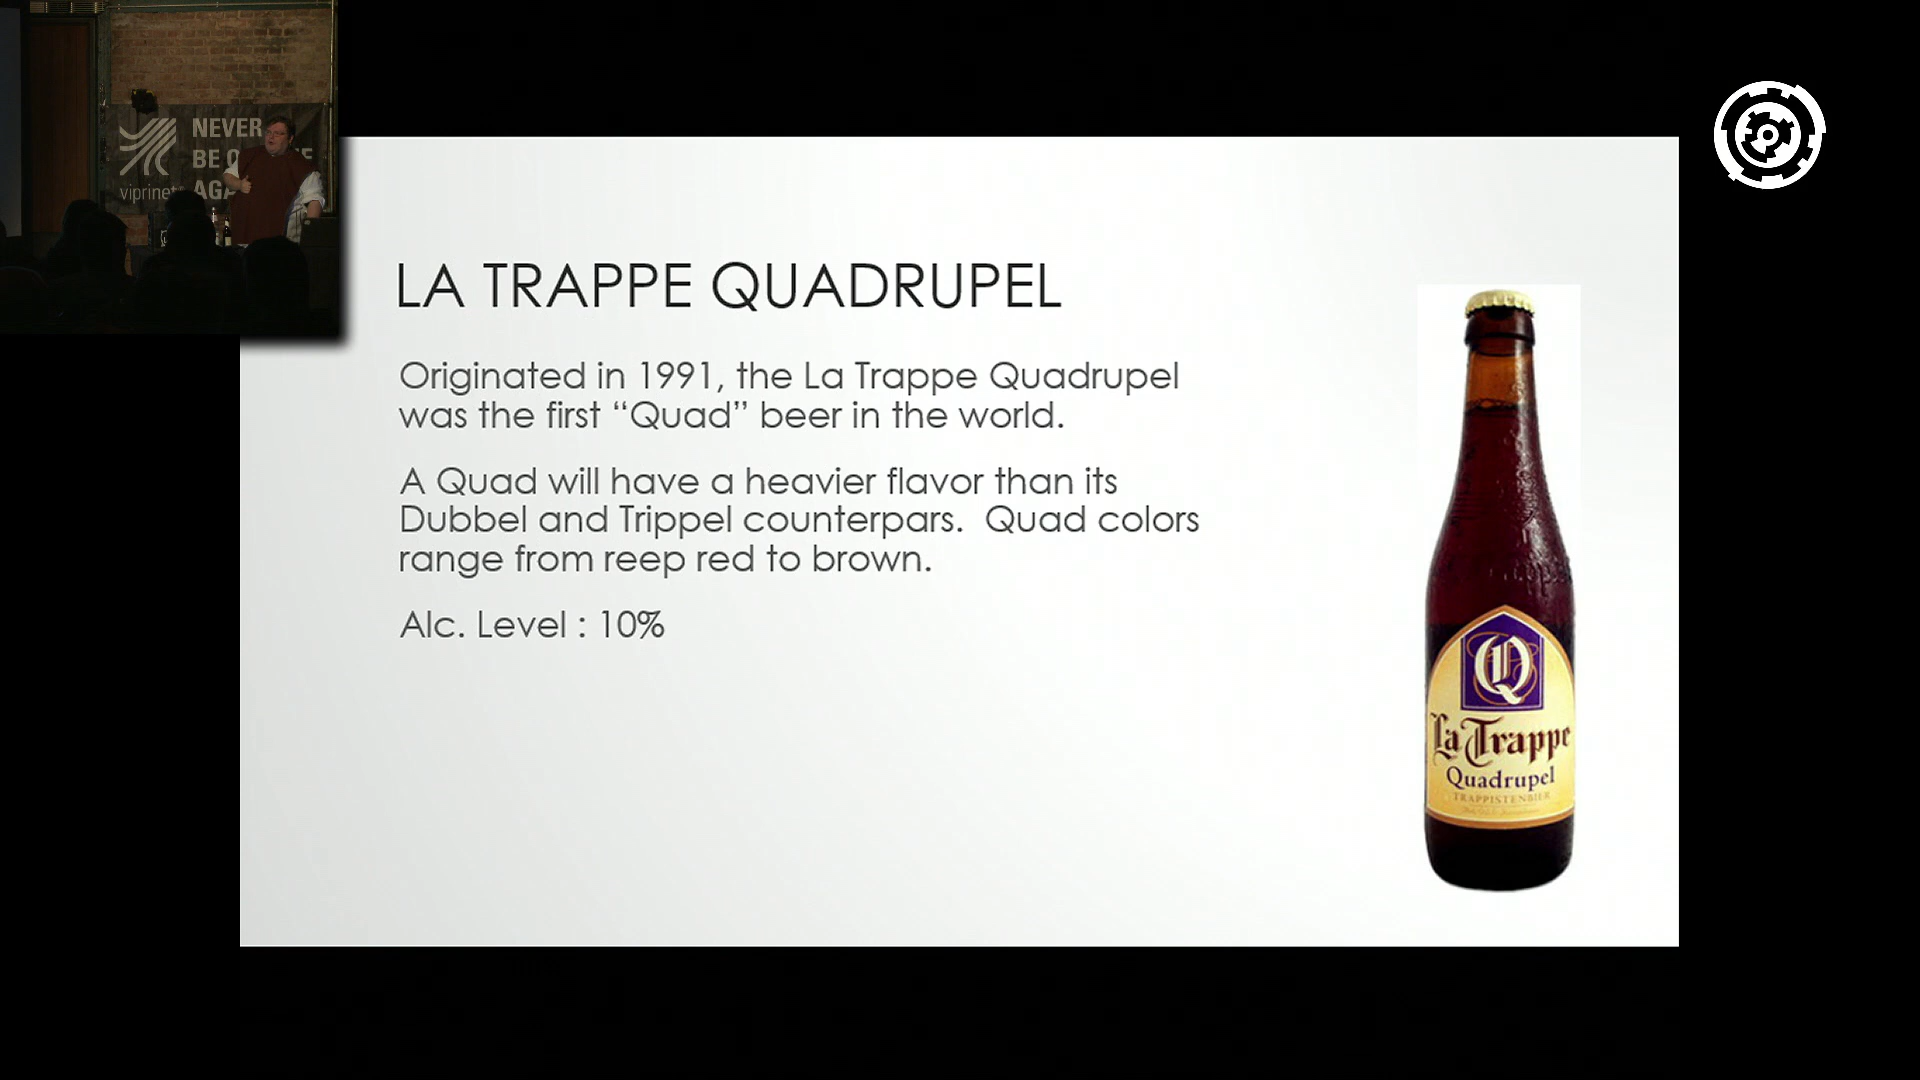 NEVER
BE
viprinet
AGA
LA TRAPPE QUADRUPEL
Originated in 1991, the La Trappe Quadrupel
was the first “Quad” beer in the world.
A Quad will have a heavier flavor than its
Dubbel and Trippel counterpars.  Quad colors
range from reep red to brown.
Alc. Level : 10%
Q
La Trappe
Quadrupel
TRAPPISTENBIER